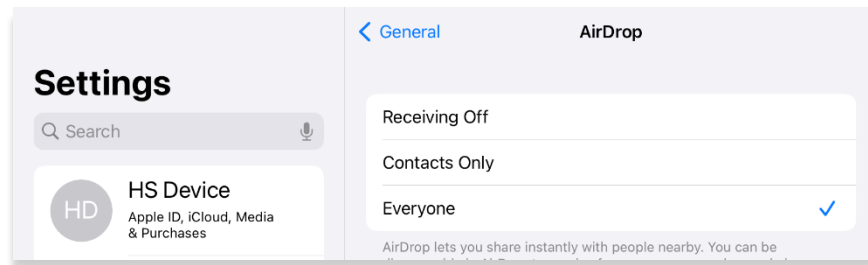 General
AirDrop
Settings
Search
HD
HS Device
Apple ID, iCloud, Media
& Purchases
Receiving Off
Contacts Only
Everyone
AirDrop lets you share instantly with people nearby. You can be